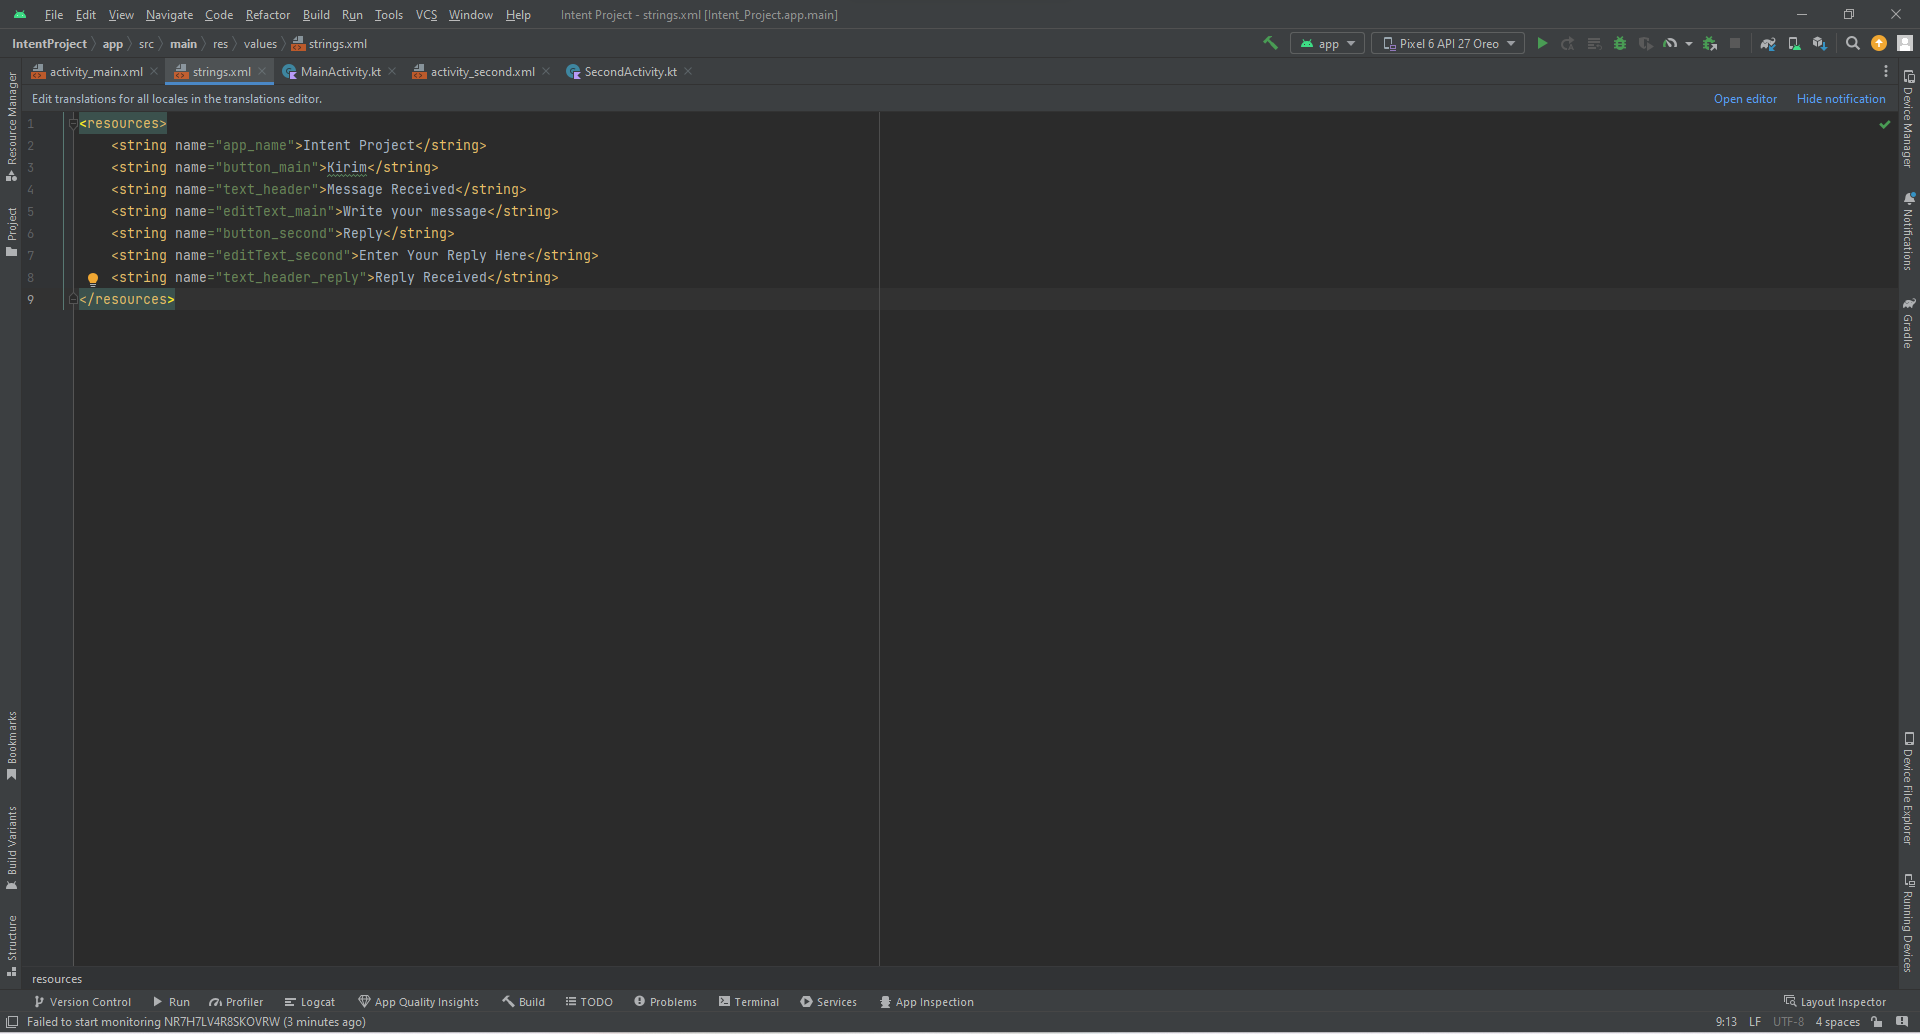 File Edit View Navigate Code Refactor Build Run Tools VCS Window Help Intent Project - strings.xml [Intent_Project.app.main]
IntentProject app src main res values strings.xml app Pixel 6 API 27 Oreo
activity_main.xml strings.xml MainActivity.kt activity_second.xml SecondActivity.kt
Edit translations for all locales in the translations editor. Open editor Hide notification
1 <resources>
2 <string name="app_name">Intent Project</string>
3 <string name="button_main">Kirim</string>
4 <string name="text_header">Message Received</string>
5 <string name="editText_main">Write your message</string>
6 <string name="button_second">Reply</string>
7 <string name="editText_second">Enter Your Reply Here</string>
8 <string name="text_header_reply">Reply Received</string>
9 </resources>
Resource Manager
Project
Bookmarks
Build Variants
Structure
Device Manager
Notifications
Gradle
Device File Explorer
Running Devices
resources
Version Control Run Profiler Logcat App Quality Insights Build TODO Problems Terminal Services App Inspection Layout Inspector
Failed to start monitoring NR7H7LV4R8SKOVRW (3 minutes ago) 9:13 LF UTF-8 4 spaces